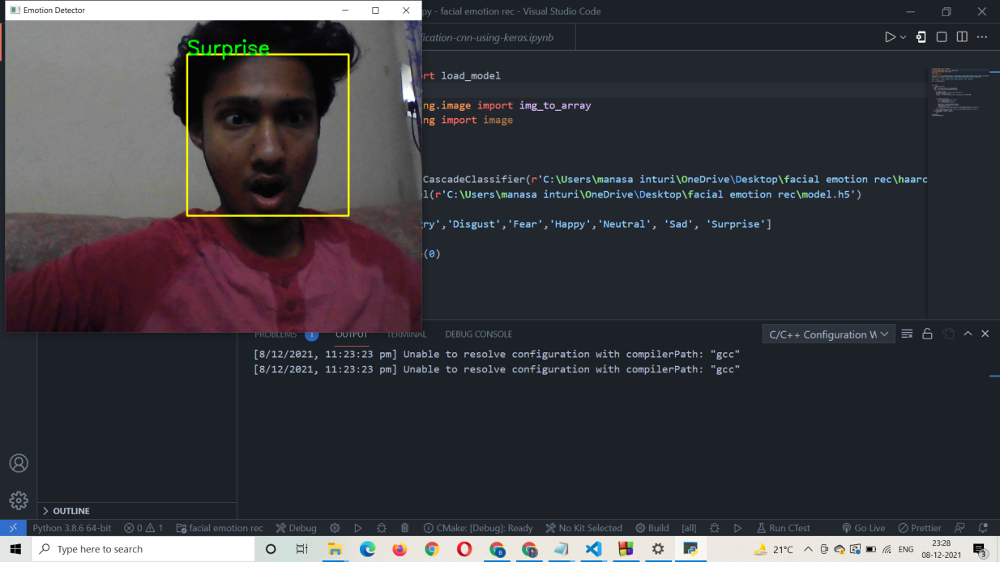 Emotion Detector
py - facial emotion rec - Visual Studio Code
fication-cnn-using-keras.ipynb
Surprise
rt load_model
ng.image import img_to_array
ng import image
CascadeClassifier(r'C:\Users\manasa inturi\OneDrive\Desktop\facial emotion rec\haarc
el(r'C:\Users\manasa inturi\OneDrive\Desktop\facial emotion rec\model.h5')
gry','Disgust','Fear','Happy','Neutral', 'Sad', 'Surprise']
e(0)
PROBLEMS 1 OUTPUT TERMINAL DEBUG CONSOLE C/C++ Configuration W
[8/12/2021, 11:23:23 pm] Unable to resolve configuration with compilerPath: "gcc"
[8/12/2021, 11:23:23 pm] Unable to resolve configuration with compilerPath: "gcc"
OUTLINE
Python 3.8.6 64-bit 0 1 facial emotion rec Debug CMake: [Debug]: Ready No Kit Selected Build [all] Run CTest Go Live Prettier
Type here to search 21°C ENG 23:28
08-12-2021 3